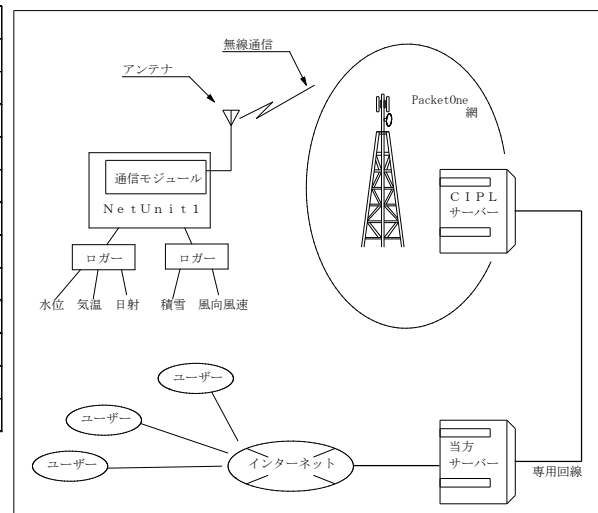 無線通信
アンテナ
PacketOne
網
通信モジュール
ＮｅｔＵｎｉｔ１
ＣＩＰＬ
サーバー
ロガー
ロガー
水位
気温
日射
積雪
風向風速
ユーザー
ユーザー
ユーザー
インターネット
当方
サーバー
専用回線